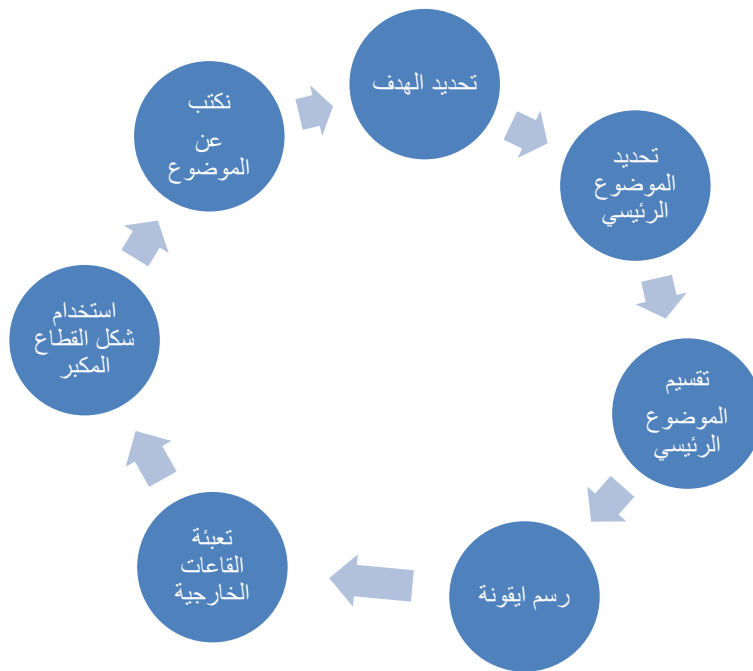 تحديد الهدف
تحديد
الموضوع
الرئيسي
تقسيم
الموضوع
الرئيسي
رسم ايقونة
تعبئة
القاعات
الخارجية
استخدام
شكل القطاع
المكبر
نكتب
عن
الموضوع